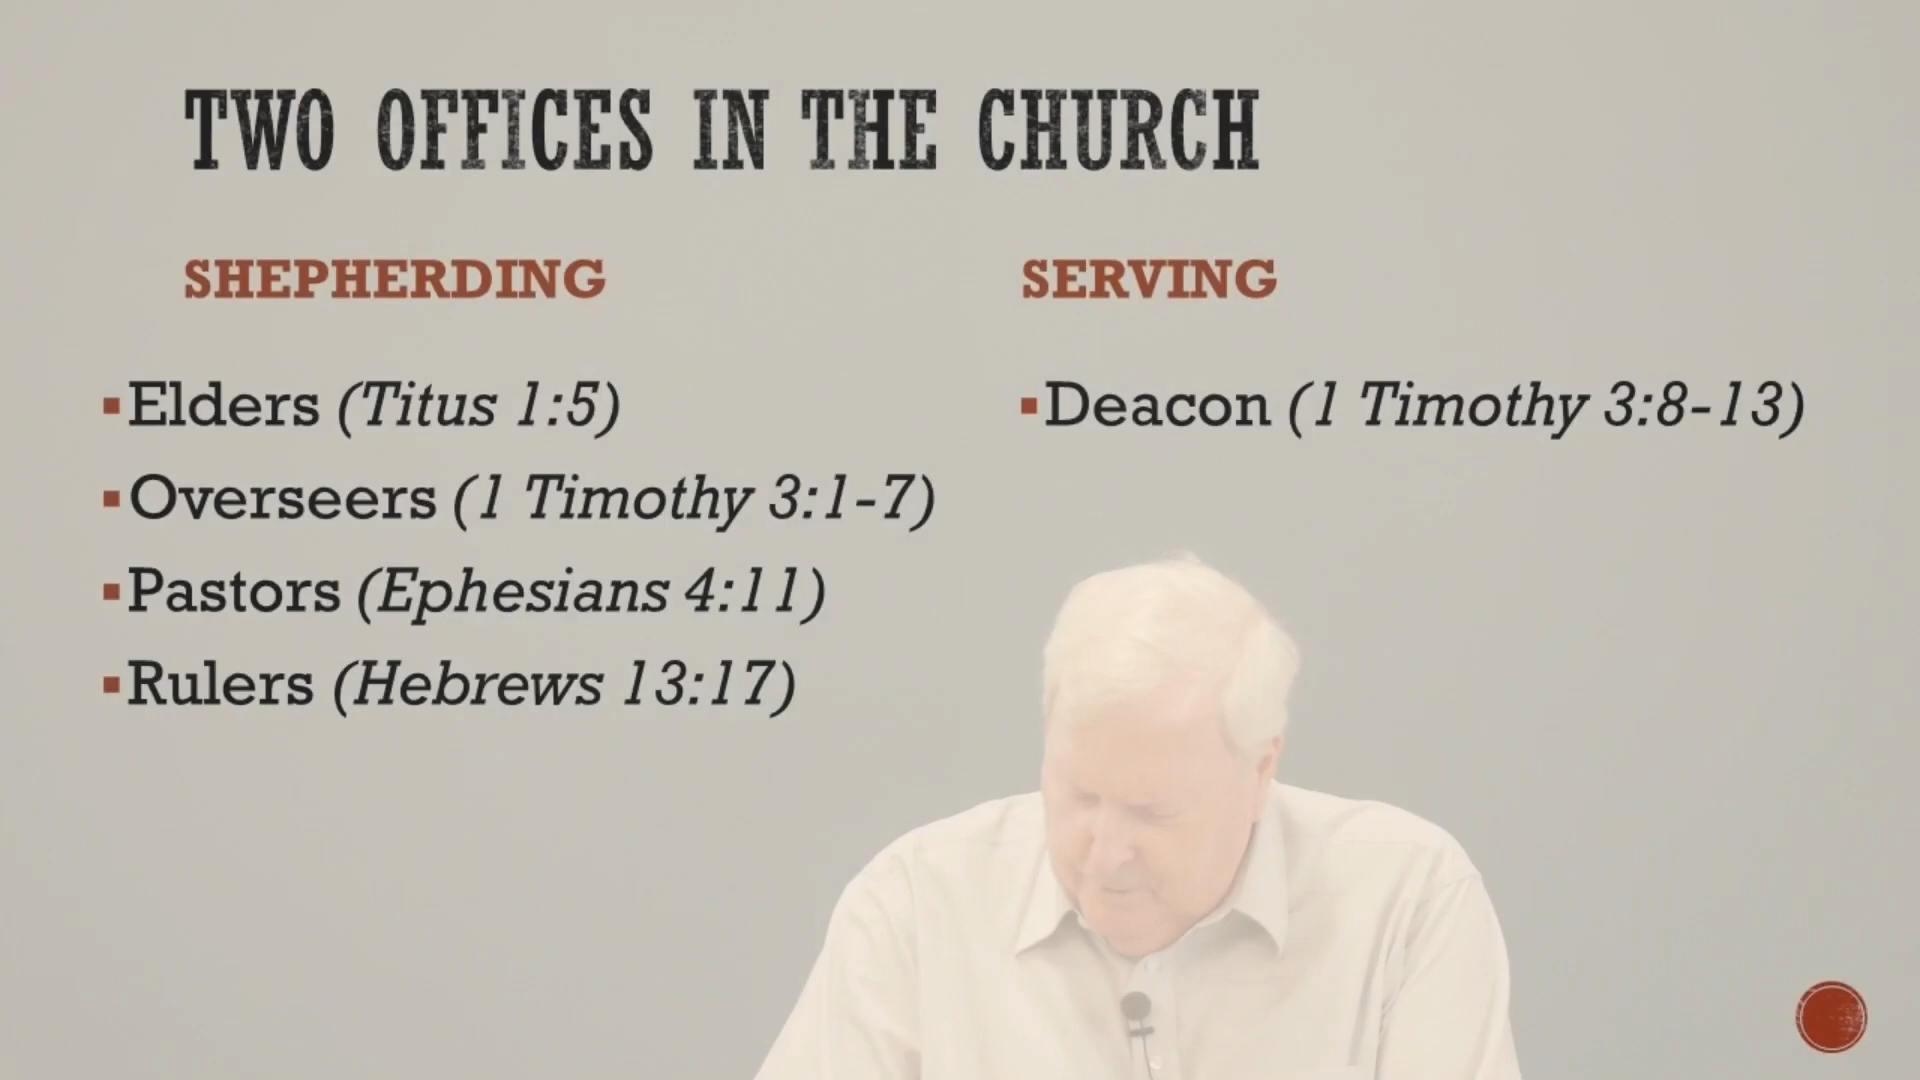 TWO OFFICES IN THE CHURCH
SHEPHERDING
▪Elders (Titus 1:5)
▪Overseers (1 Timothy 3:1-7)
▪Pastors (Ephesians 4:11)
▪Rulers (Hebrews 13:17)
SERVING
▪Deacon (1 Timothy 3:8-13)